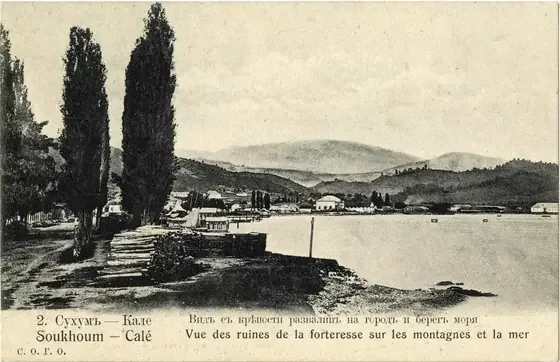 2. Сухумъ — Кале
Видъ съ крѣпости развалинъ на городъ и берегъ моря
Soukhoum — Calé
Vue des ruines de la forteresse sur les montagnes et la mer
С. О. Г. О.